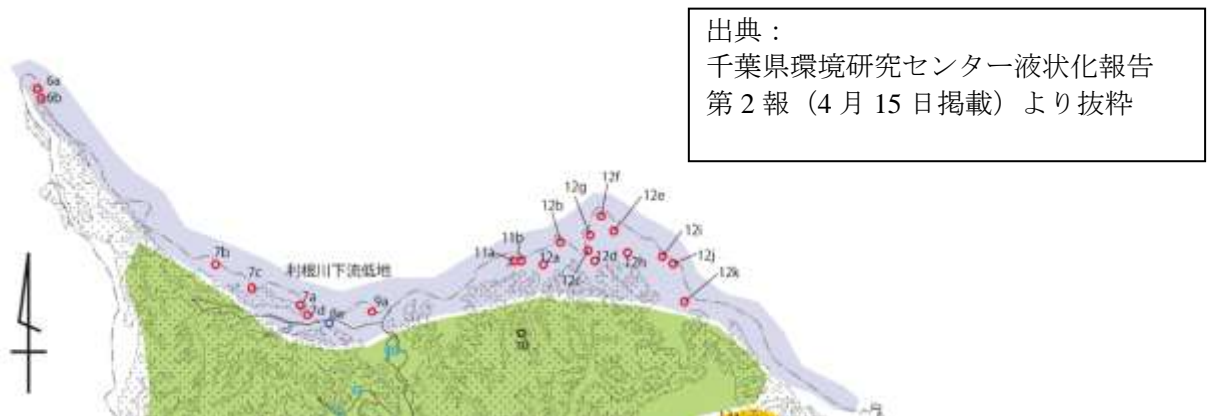 出典：
千葉県環境研究センター液状化報告
第2報（4月15日掲載）より抜粋
6a
6b
12f
12g
12e
12b
12i
11b
7b
11a
12a
12d
12h
12j
利根川下流低地
7c
12c
12k
7a
9a
7d
10